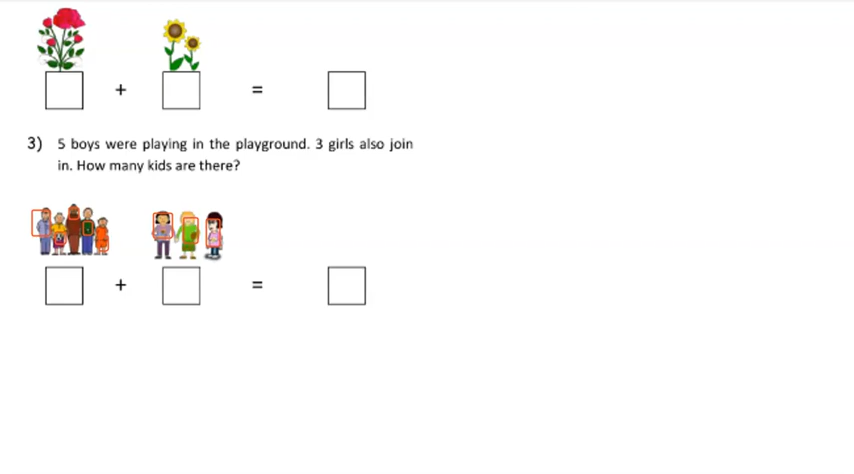 + =
3) 5 boys were playing in the playground. 3 girls also join
in. How many kids are there?
+ =